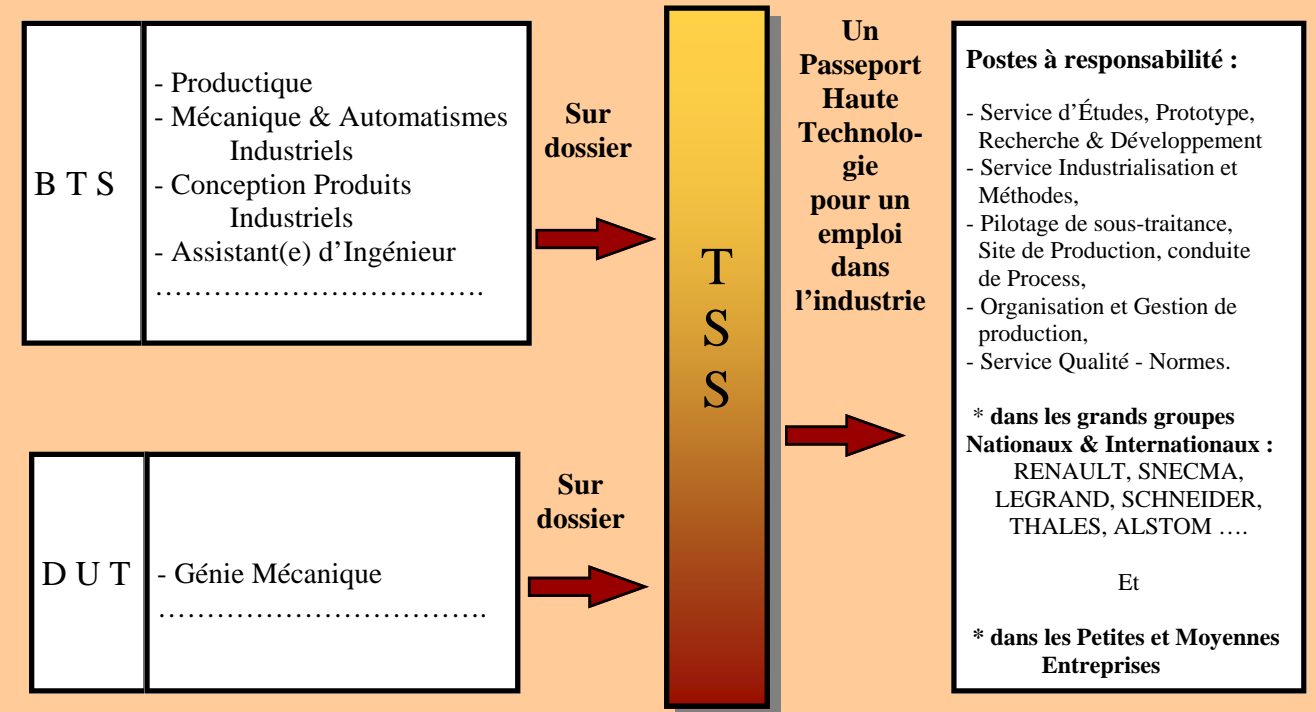 B T S
- Productique
- Mécanique & Automatismes
Industriels
- Conception Produits
Industriels
- Assistant(e) d'Ingénieur
…………………………….
Sur
dossier
D U T
- Génie Mécanique
…………………………….
Sur
dossier
T
S
S
Un
Passeport
Haute
Technolo-
gie
pour un
emploi
dans
l'industrie
Postes à responsabilité :
- Service d'Études, Prototype,
Recherche & Développement
- Service Industrialisation et
Méthodes,
- Pilotage de sous-traitance,
Site de Production, conduite
de Process,
- Organisation et Gestion de
production,
- Service Qualité - Normes.
* dans les grands groupes
Nationaux & Internationaux :
RENAULT, SNECMA,
LEGRAND, SCHNEIDER,
THALES, ALSTOM ….
Et
* dans les Petites et Moyennes
Entreprises